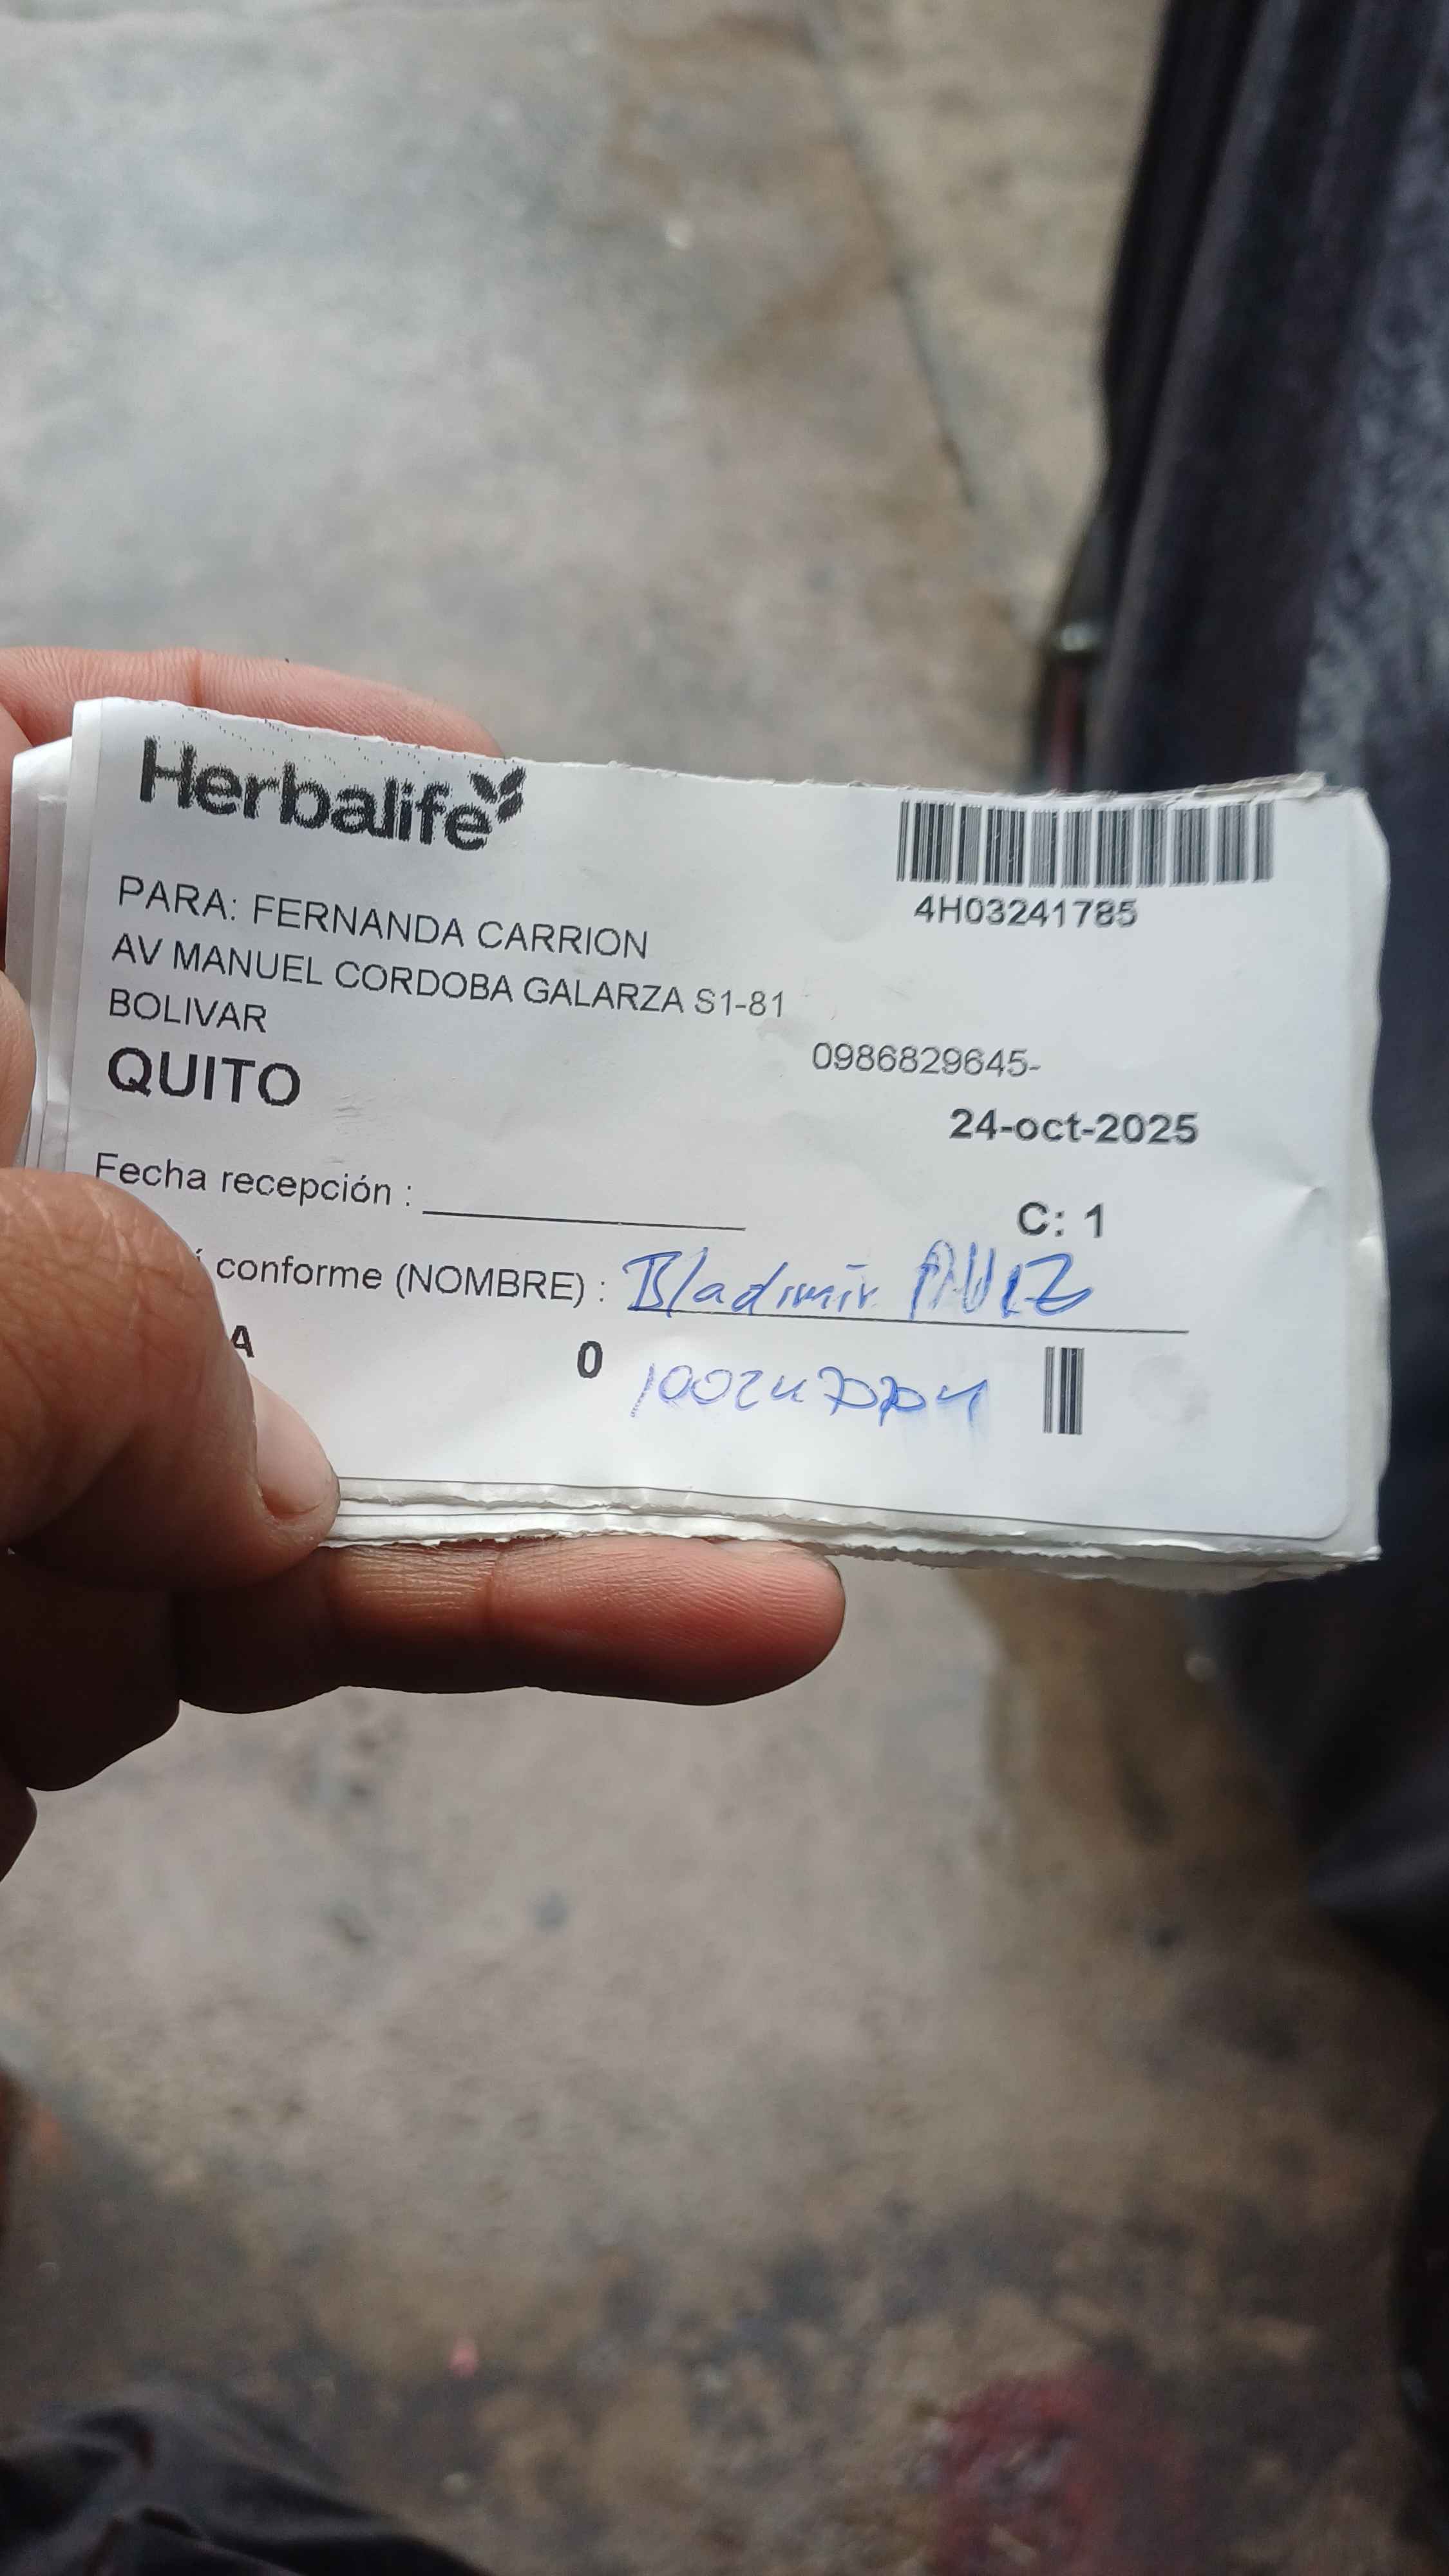 Herbalife
4H03241785
PARA: FERNANDA CARRION
AV MANUEL CORDOBA GALARZA S1-81
BOLIVAR
0986829645-
QUITO
24-oct-2025
Fecha recepción :
C: 1
conforme (NOMBRE) : Bladimir
A 0